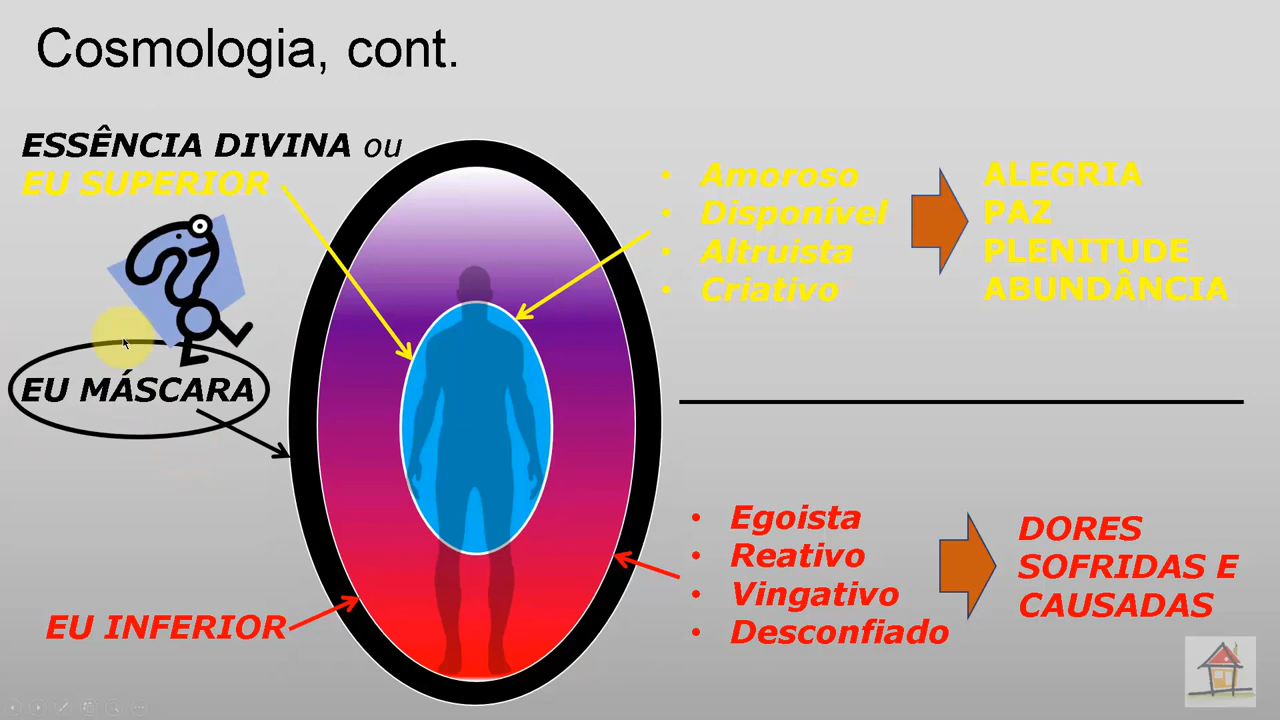 Cosmologia, cont.
ESSÊNCIA DIVINA ou
EU SUPERIOR
• Amoroso
• Disponível
• Altruista
• Criativo
ALEGRIA
PAZ
PLENITUDE
ABUNDÂNCIA
EU MÁSCARA
EU INFERIOR
• Egoista
• Reativo
• Vingativo
• Desconfiado
DORES
SOFRIDAS E
CAUSADAS